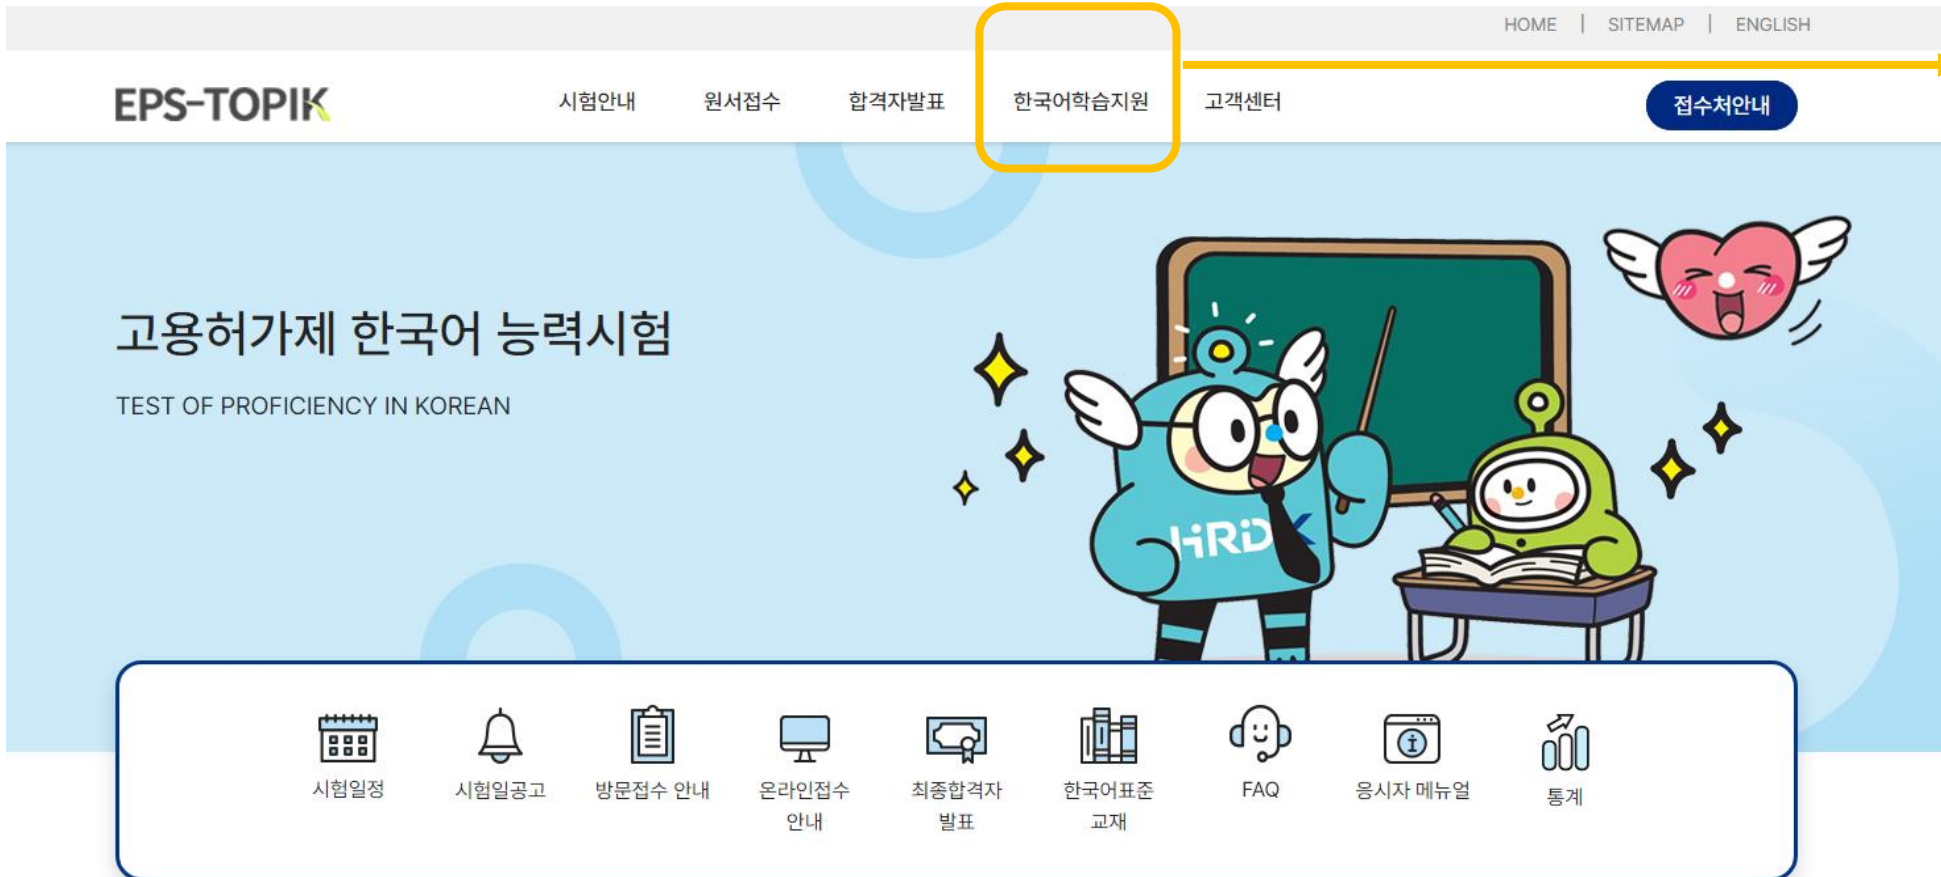 HOME | SITEMAP | ENGLISH
EPS-TOPIK
시험안내 원서접수 합격자발표 한국어학습지원 고객센터 접수처안내
고용허가제 한국어 능력시험
TEST OF PROFICIENCY IN KOREAN
HRDK
시험일정 시험일공고 방문접수 안내 온라인접수 최종합격자 한국어표준 FAQ 응시자 메뉴얼 통계
안내 발표 교재